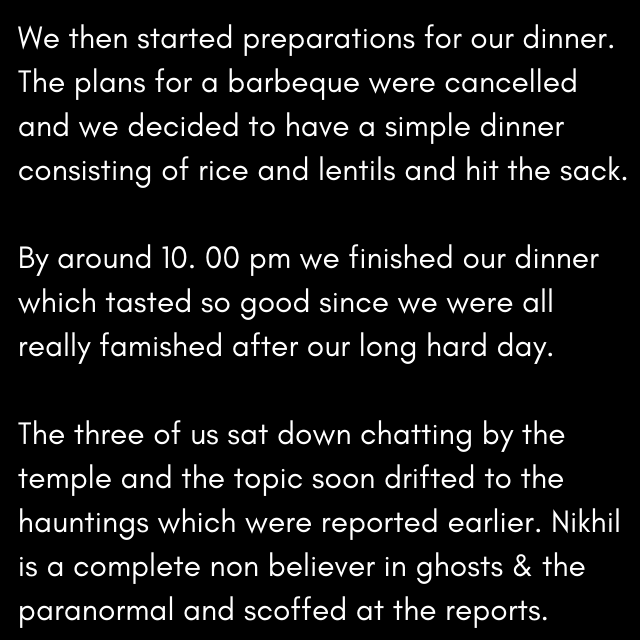 We then started preparations for our dinner.
The plans for a barbeque were cancelled
and we decided to have a simple dinner
consisting of rice and lentils and hit the sack.
By around 10. 00 pm we finished our dinner
which tasted so good since we were all
really famished after our long hard day.
The three of us sat down chatting by the
temple and the topic soon drifted to the
hauntings which were reported earlier. Nikhil
is a complete non believer in ghosts & the
paranormal and scoffed at the reports.